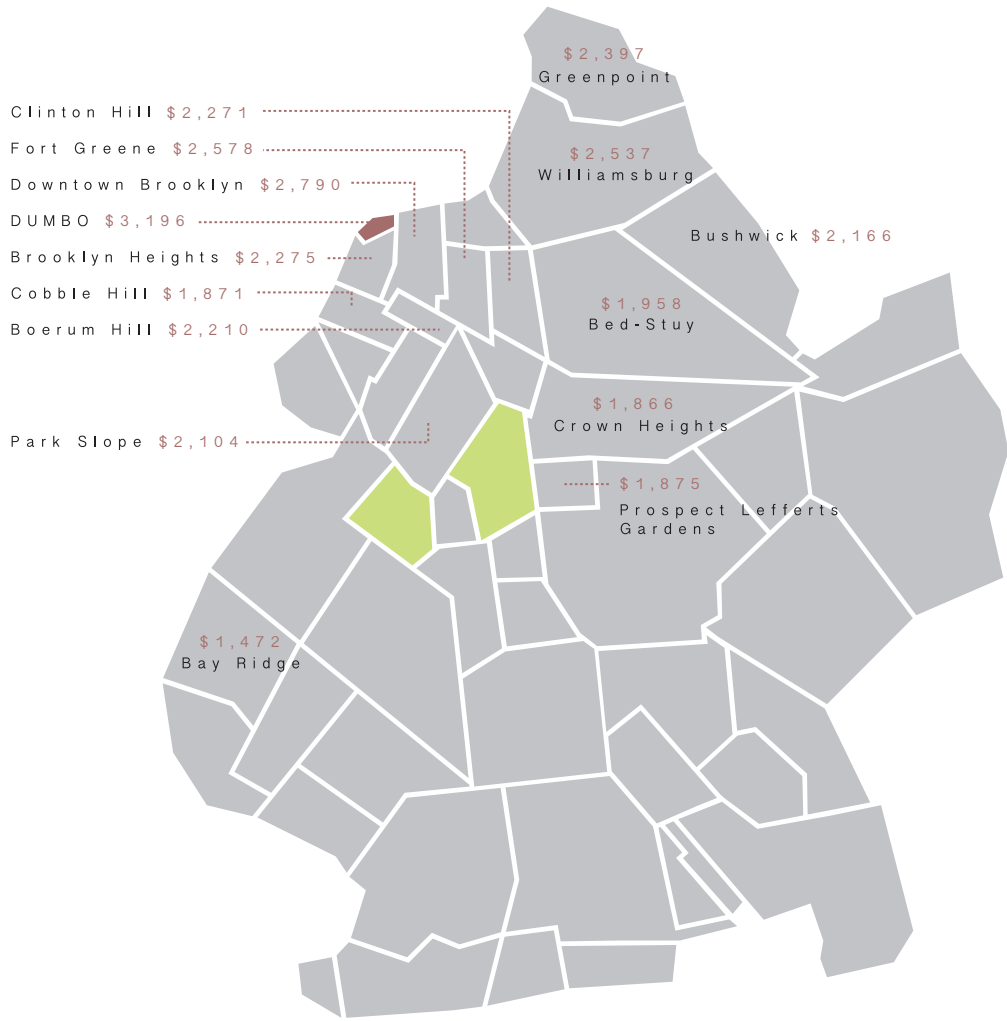 $2,397
Greenpoint
Clinton Hill $2,271
Fort Greene $2,578
$2,537
Williamsburg
Downtown Brooklyn $2,790
DUMBO $3,196
Bushwick $2,166
Brooklyn Heights $2,275
Cobble Hill $1,871
$1,958
Bed-Stuy
Boerum Hill $2,210
$1,866
Crown Heights
Park Slope $2,104
$1,875
Prospect Lefferts
Gardens
$1,472
Bay Ridge